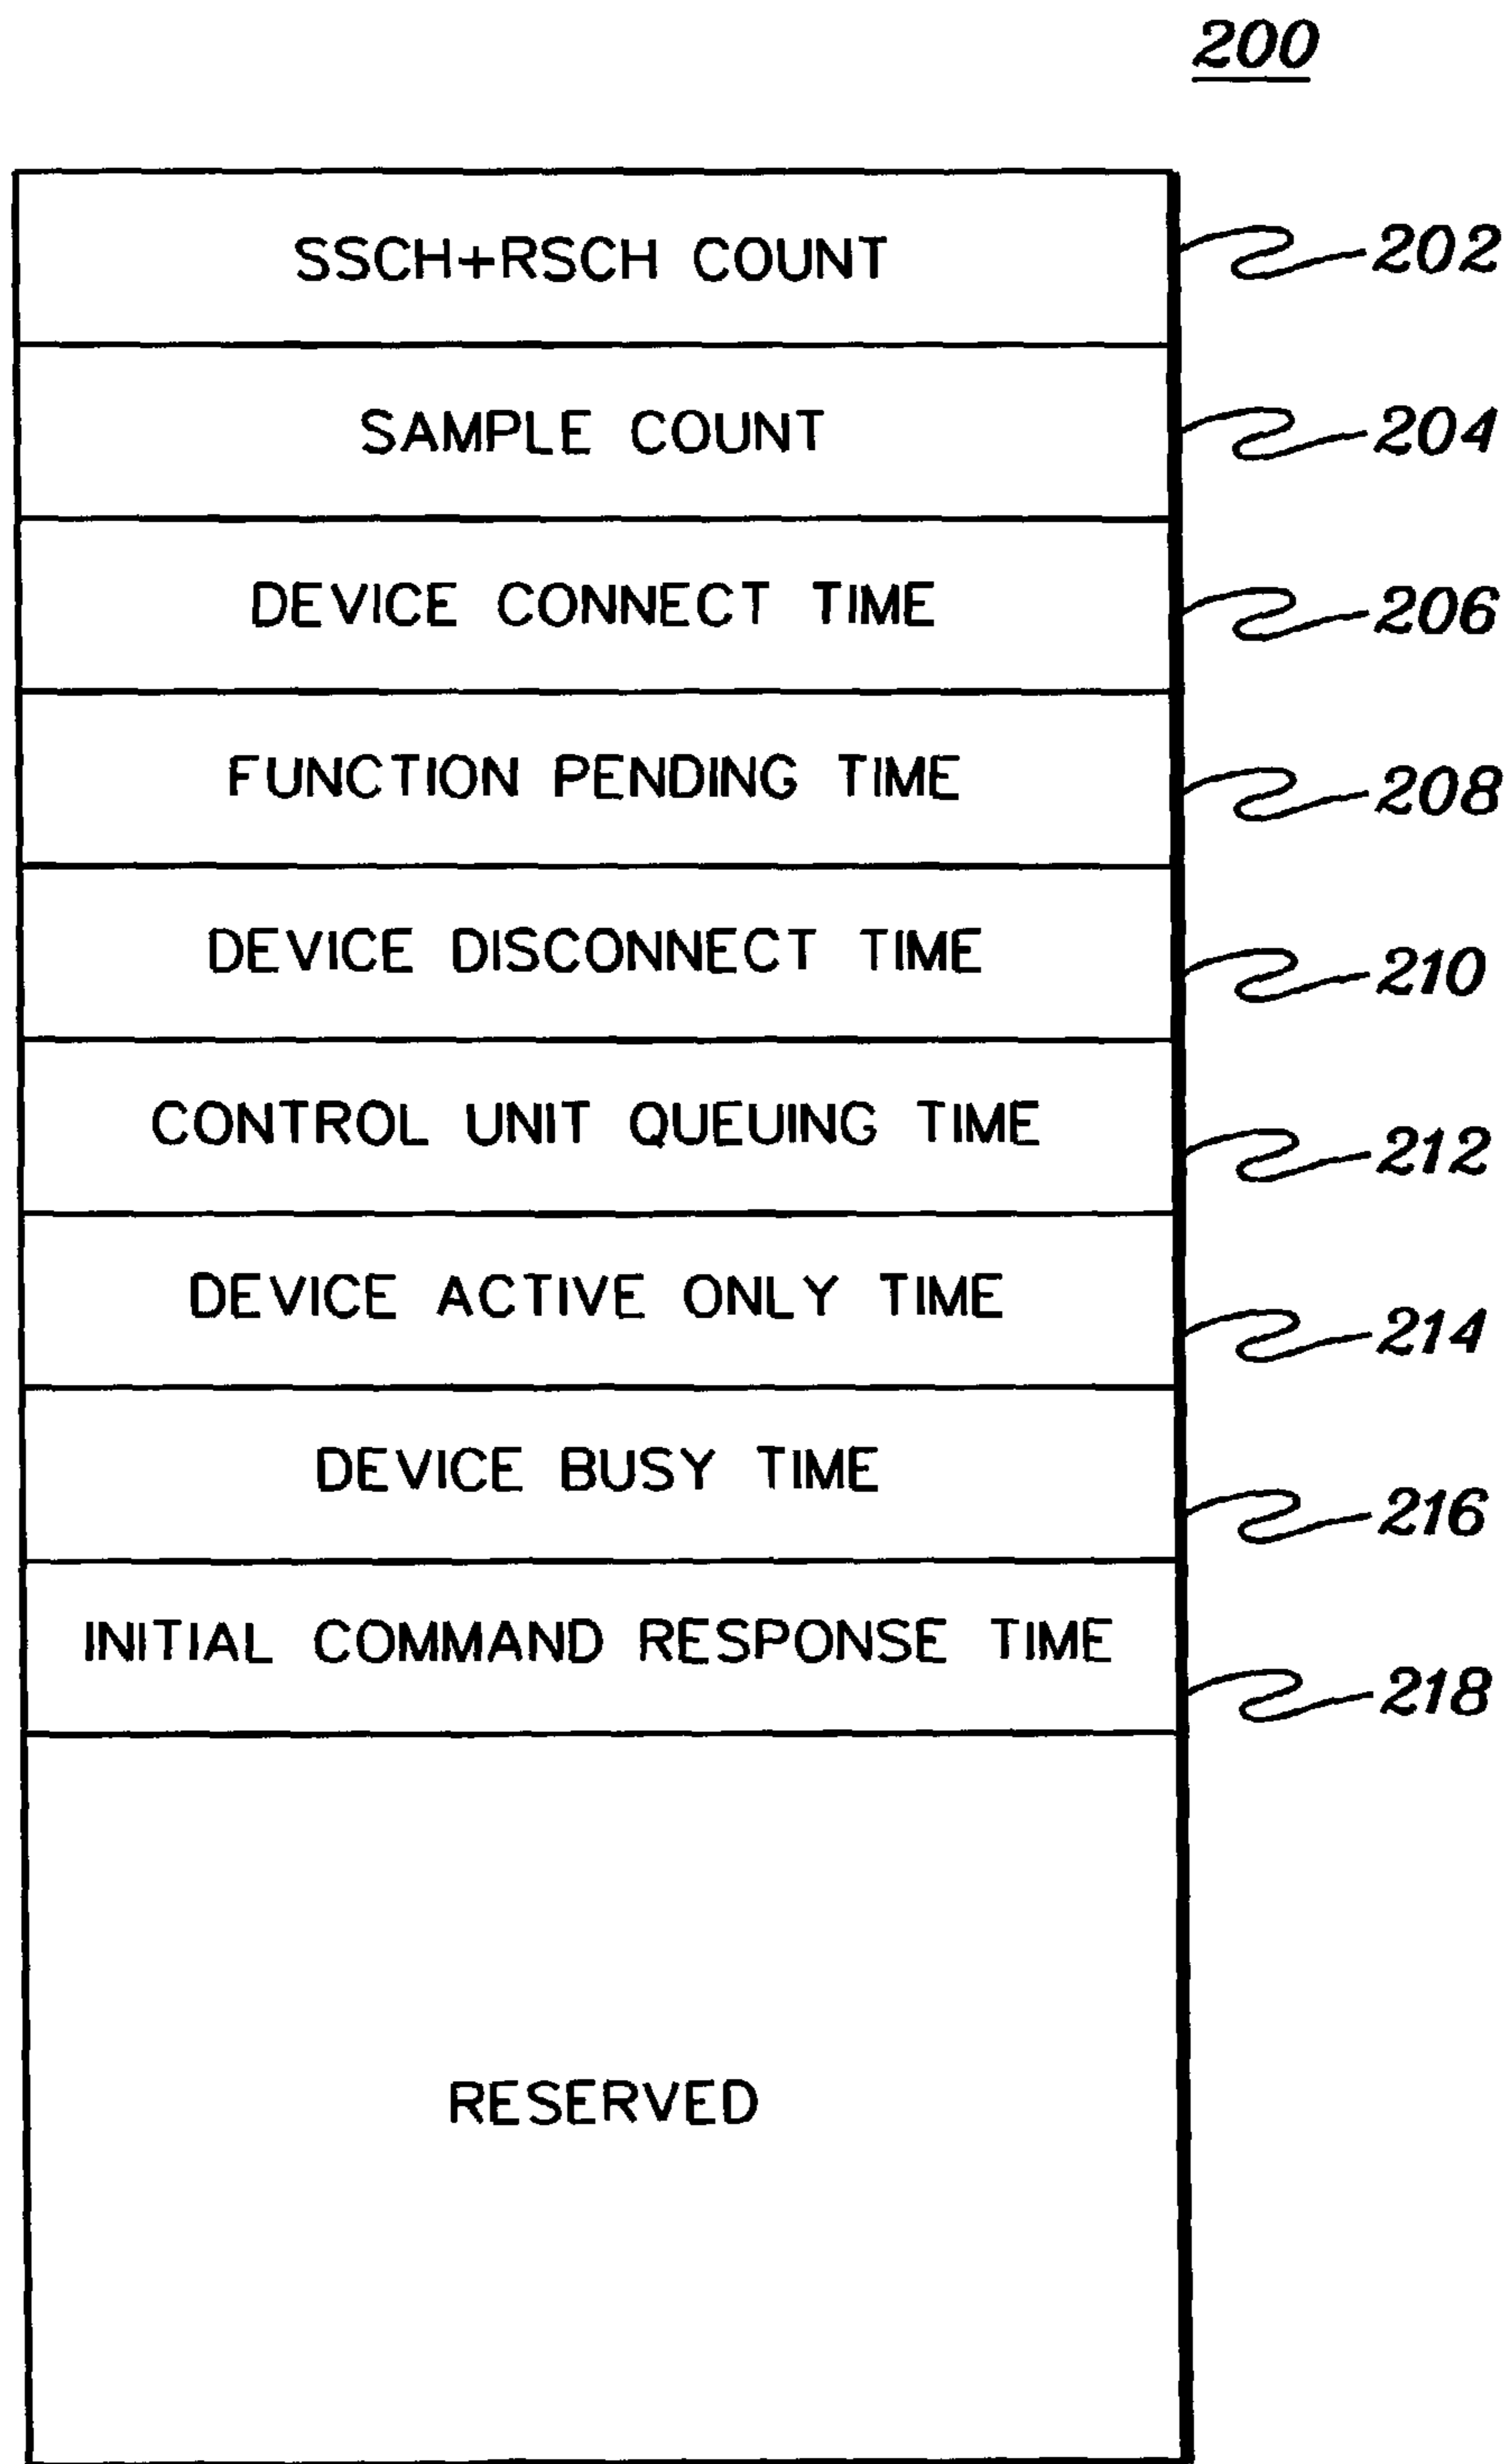 200
SSCH+RSCH COUNT 202
SAMPLE COUNT 204
DEVICE CONNECT TIME 206
FUNCTION PENDING TIME 208
DEVICE DISCONNECT TIME 210
CONTROL UNIT QUEUING TIME 212
DEVICE ACTIVE ONLY TIME 214
DEVICE BUSY TIME 216
INITIAL COMMAND RESPONSE TIME 218
RESERVED